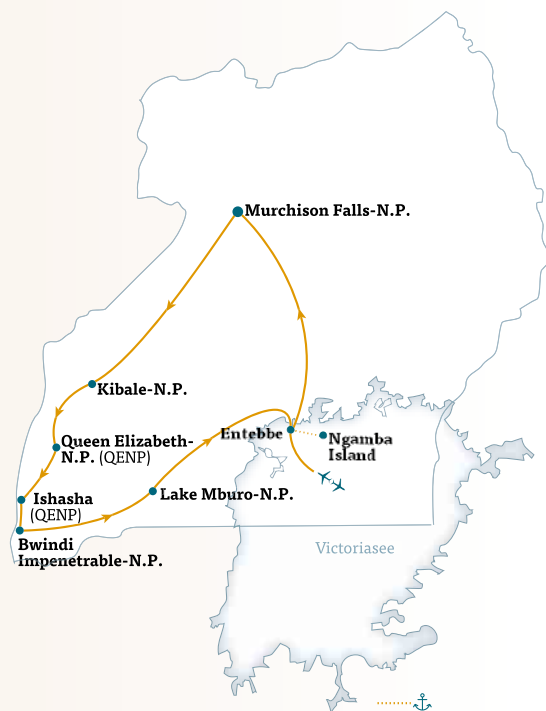 Murchison Falls-N.P.
Kibale-N.P.
Entebbe
Ngamba
Island
Queen Elizabeth-
N.P. (QENP)
Ishasha
(QENP)
Lake Mburo-N.P.
Bwindi
Impenetrable-N.P.
Victoriasee